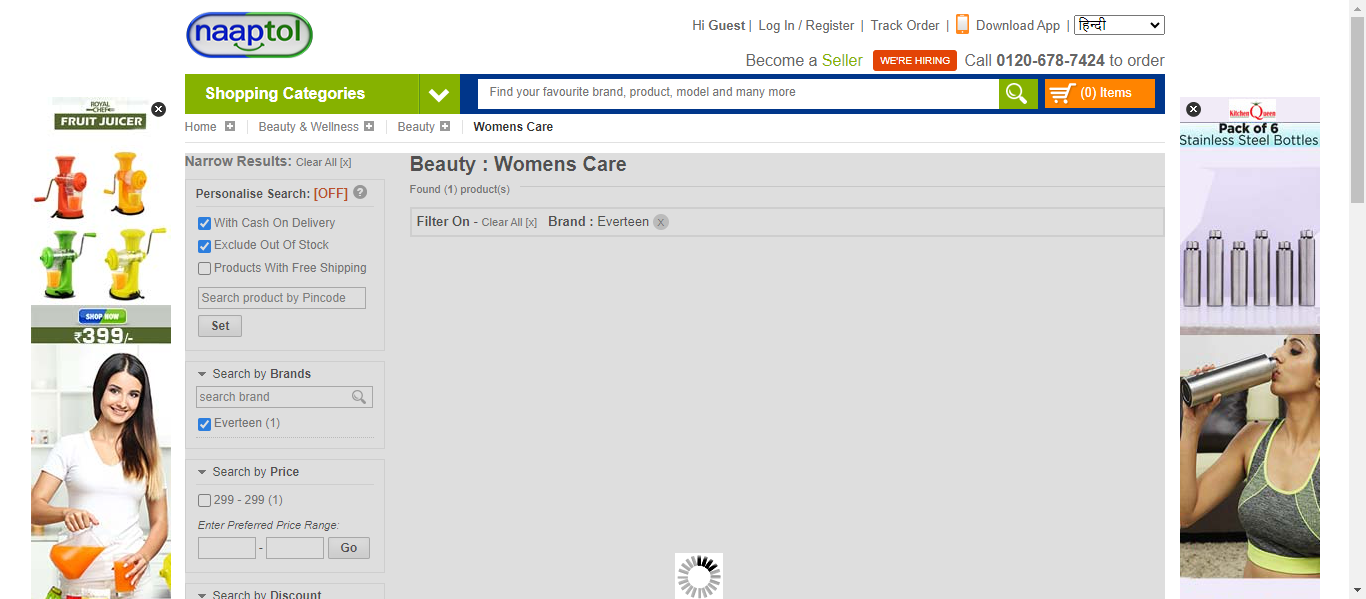 naaptol
Hi Guest | Log In / Register | Track Order | Download App | हिन्दी
Become a Seller WE'RE HIRING Call 0120-678-7424 to order
Shopping Categories
Find your favourite brand, product, model and many more
(0) Items
Home
Beauty & Wellness
Beauty
Womens Care
ROYAL
CHEF
FRUIT JUICER
SHOP NOW
₹399/-
Narrow Results: Clear All [x]
Personalise Search: [OFF] ?
With Cash On Delivery
Exclude Out Of Stock
Products With Free Shipping
Search product by Pincode
Set
Search by Brands
search brand
Everteen (1)
Search by Price
299 - 299 (1)
Enter Preferred Price Range:
- Go
Search by Discount
Beauty : Womens Care
Found (1) product(s)
Filter On - Clear All [x] Brand : Everteen x
Kitchen Queen
Pack of 6
Stainless Steel Bottles